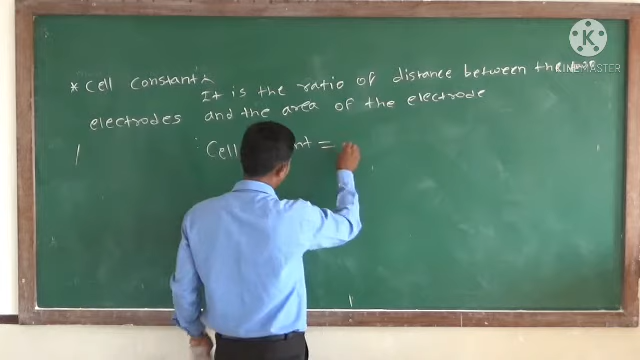 * Cell Constant:-
It is the ratio of distance between the two
electrodes and the area of the electrode
Cell nt =
KINEMASTER